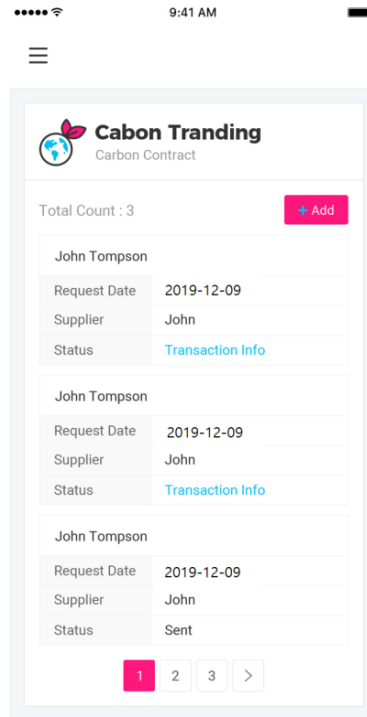 9:41 AM
Cabon Tranding
Carbon Contract
Total Count : 3
+ Add
John Tompson
Request Date 2019-12-09
Supplier John
Status Transaction Info
John Tompson
Request Date 2019-12-09
Supplier John
Status Transaction Info
John Tompson
Request Date 2019-12-09
Supplier John
Status Sent
1 2 3 >